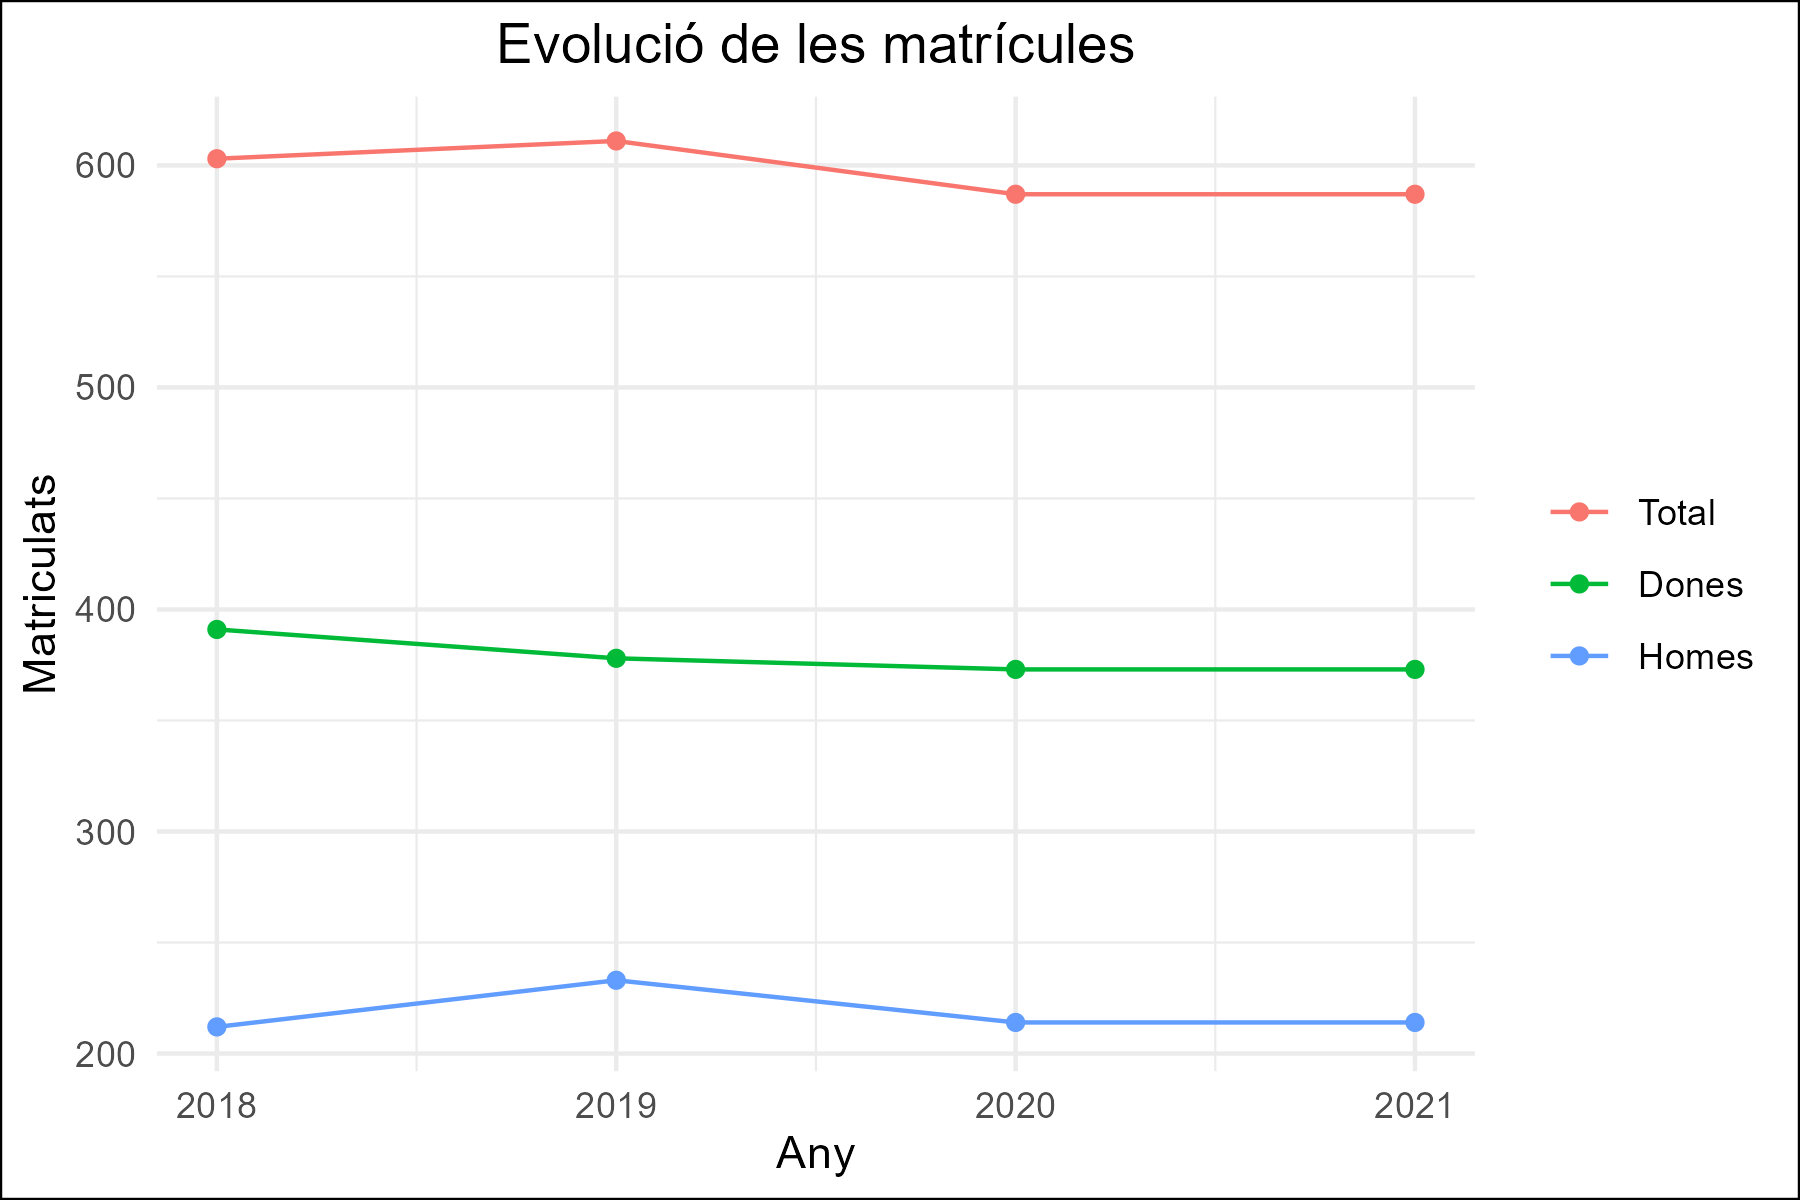 Evolució de les matrícules
600
500
400
300
200
Matriculats
2018 2019 2020 2021
Any
Total
Dones
Homes